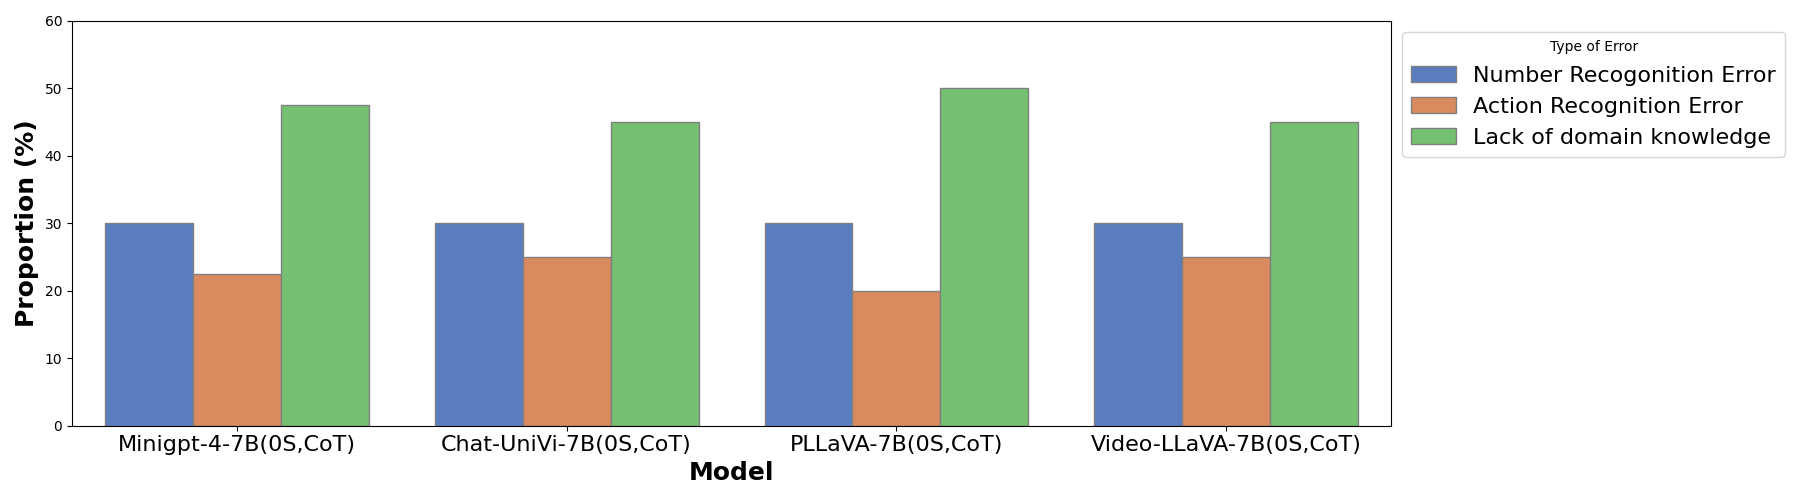 60
50
40
30
20
10
0
Proportion (%)
Minigpt-4-7B(0S,CoT) Chat-UniVi-7B(0S,CoT) PLLaVA-7B(0S,CoT) Video-LLaVA-7B(0S,CoT)
Model
Type of Error
Number Recogonition Error
Action Recognition Error
Lack of domain knowledge